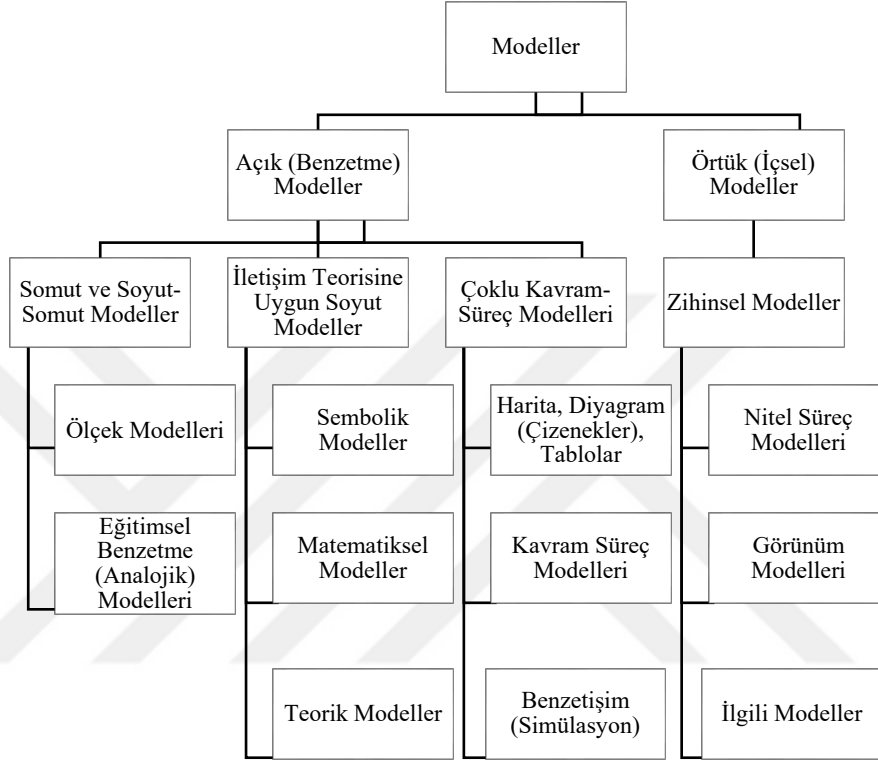 Modeller
Açık (Benzetme)
Modeller
Örtük (İçsel)
Modeller
Somut ve Soyut-
Somut Modeller
İletişim Teorisine
Uygun Soyut
Modeller
Çoklu Kavram-
Süreç Modelleri
Zihinsel Modeller
Ölçek Modelleri
Sembolik
Modeller
Harita, Diyagram
(Çizenekler),
Tablolar
Nitel Süreç
Modelleri
Eğitimsel
Benzetme
(Analojik)
Modelleri
Matematiksel
Modeller
Kavram Süreç
Modelleri
Görünüm
Modelleri
Teorik Modeller
Benzetişim
(Simülasyon)
İlgili Modeller